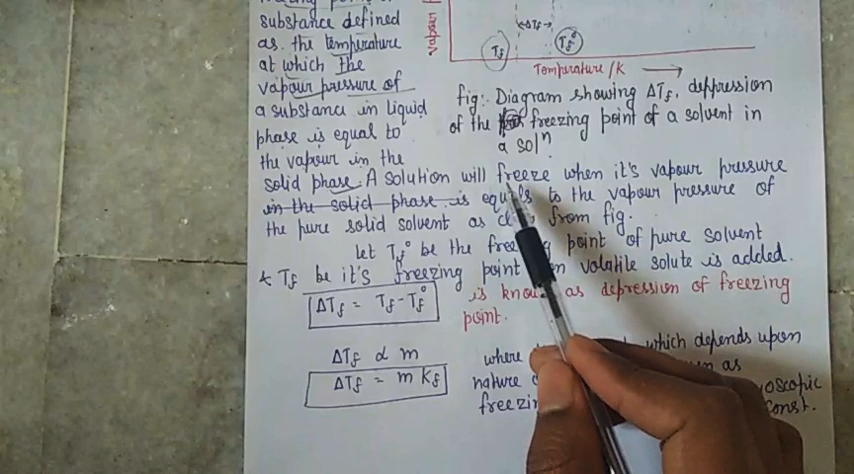 substance defined
as the temperature
at which the
vapour pressure of
a substance in liquid
phase is equal to
the vapour in the
solid phase. A solution will freeze when it's vapour pressure
in the solid phase is equals to the vapour pressure of
the pure solid solvent as from fig.
let Tf° be the point of pure solvent
& Tf be it's freezing point volatile solute is added.
ΔTf = Tf - Tf°
is known as depression of freezing
point.
ΔTf α m
ΔTf = m Kf
where which depends upon
nature as
const.
ΔTf
Tf
Tf°
Temperature/K
fig:- Diagram showing ΔTf, deppression
of the freezing point of a solvent in
a solⁿ